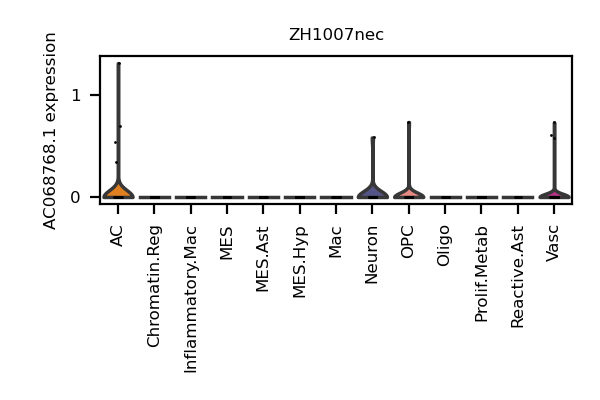 ZH1007nec
AC068768.1 expression
1
0
AC
Chromatin.Reg
Inflammatory.Mac
MES
MES.Ast
MES.Hyp
Mac
Neuron
OPC
Oligo
Prolif.Metab
Reactive.Ast
Vasc